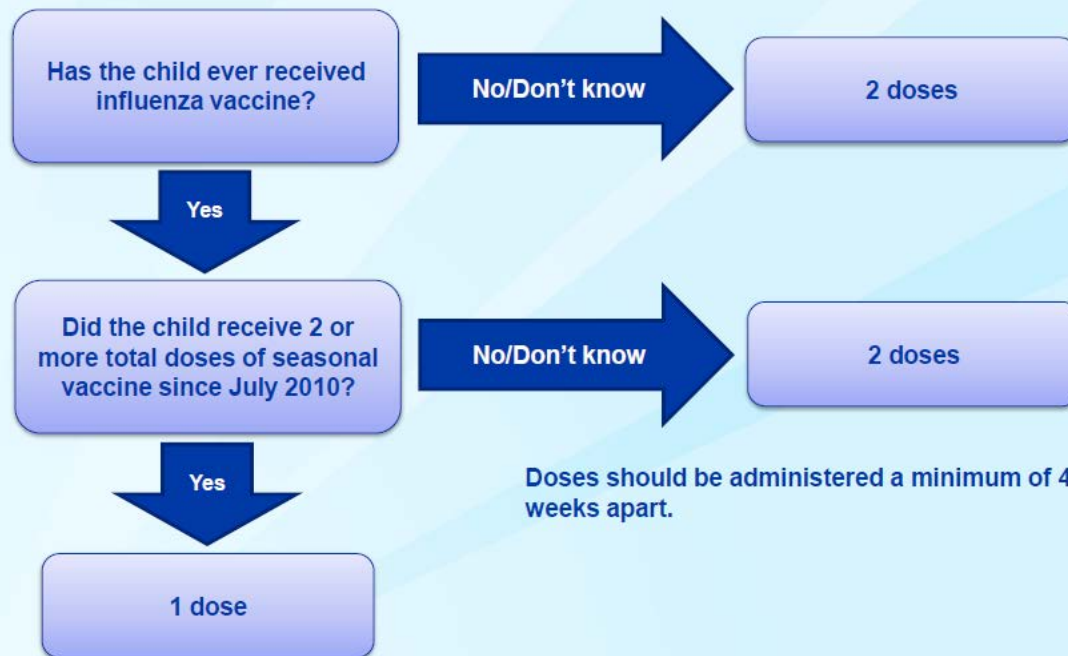 Has the child ever received
influenza vaccine?
No/Don't know
2 doses
Yes
Did the child receive 2 or
more total doses of seasonal
vaccine since July 2010?
No/Don't know
2 doses
Yes
Doses should be administered a minimum of 4
weeks apart.
1 dose